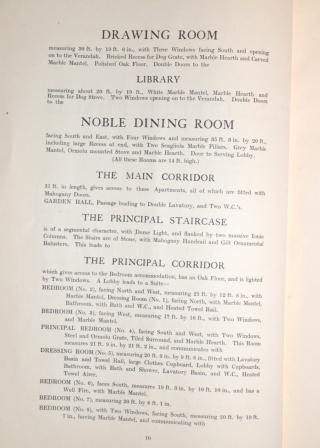 DRAWING ROOM
measuring 30 ft. by 19 ft. 6 in., with Three Windows facing South and opening
on to the Verandah. Bricked Recess for Dog Grate, with Marble Hearth and Carved
Marble Mantel. Polished Oak Floor. Double Doors to the
LIBRARY
measuring about 20 ft. by 19 ft., White Marble Mantel, Marble Hearth and
Recess for Dog Stove. Two Windows opening on to the Verandah. Double Doors
to the
NOBLE DINING ROOM
facing South and East, with Four Windows and measuring 35 ft. 8 in. by 20 ft.,
including large Recess at end, with Two Scagliola Marble Pillars. Grey Marble
Mantel, Ormolu mounted Stove and Marble Hearth. Door to Serving Lobby.
(All these Rooms are 14 ft. high.)
THE MAIN CORRIDOR
51 ft. in length, gives access to these Apartments, all of which are fitted with
Mahogany Doors.
GARDEN HALL, Passage leading to Double Lavatory, and Two W.C.'s.
THE PRINCIPAL STAIRCASE
is of segmental character, with Dome Light, and flanked by two massive Ionic
Columns. The Stairs are of Stone, with Mahogany Handrail and Gilt Ornamental
Balusters. This leads to
THE PRINCIPAL CORRIDOR
which gives access to the Bedroom accommodation, has an Oak Floor, and is lighted
by Two Windows. A Lobby leads to a Suite—
BEDROOM (No. 2), facing North and West, measuring 21 ft. by 12 ft. 8 in., with
Marble Mantel, Dressing Room (No. 1), facing North, with Marble Mantel,
Bathroom, with Bath and W.C., and Heated Towel Rail.
BEDROOM (No. 3), facing West, measuring 17 ft. by 16 ft., with Two Windows,
and Marble Mantel.
PRINCIPAL BEDROOM (No. 4), facing South and West, with Two Windows,
Steel and Ormolu Grate, Tiled Surround, and Marble Hearth. This Room
measures 21 ft. 9 in. by 21 ft. 2 in., and communicates with
DRESSING ROOM (No. 5), measuring 20 ft. 3 in. by 9 ft. 8 in., fitted with Lavatory
Basin and Towel Rail, large Clothes Cupboard, Lobby with Cupboards,
Bathroom, with Bath and Shower, Lavatory Basin, and W.C., Heated
Towel Airer.
BEDROOM (No. 6), faces South, measures 19 ft. 3 in. by 10 ft. 10 in., and has a
Well Fire, with Marble Mantel.
BEDROOM (No. 7), measuring 20 ft. by 8 ft. 1 in.
BEDROOM (No. 8), with Two Windows, facing South, measuring 20 ft. by 19 ft.
7 in., having Marble Mantel, and communicating with
10